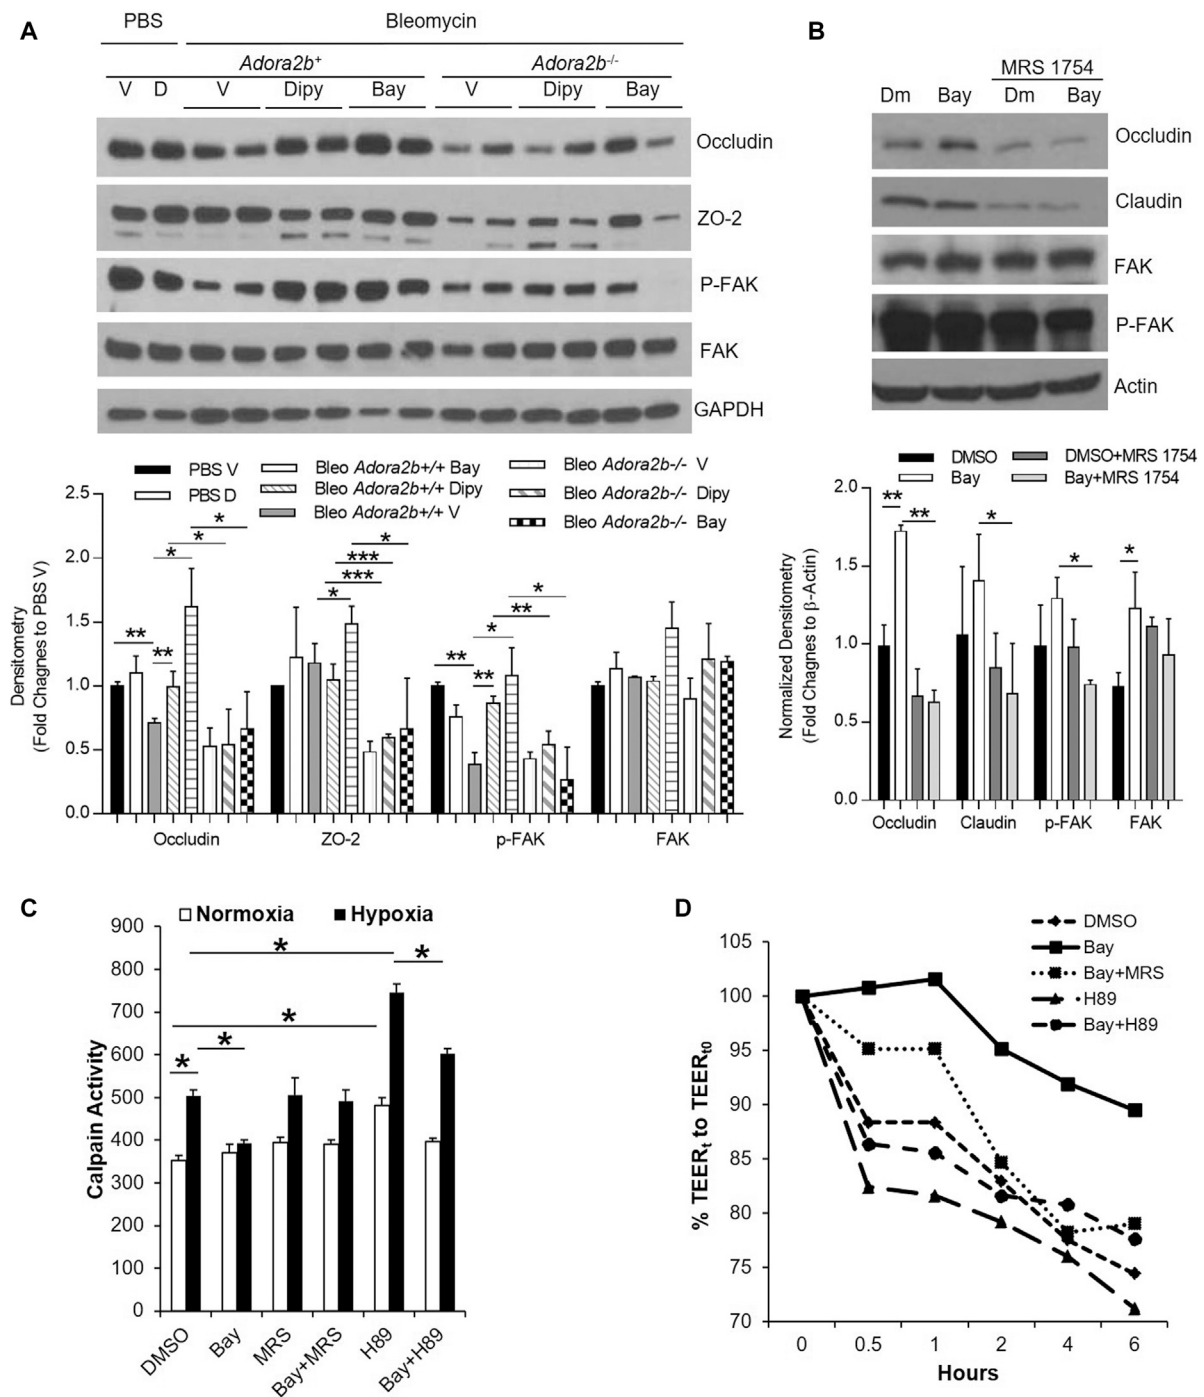 A
PBS Bleomycin
Adora2b+ Adora2b-/-
V D V Dipy Bay V Dipy Bay
Occludin
ZO-2
P-FAK
FAK
GAPDH
PBS V
PBS D
Bleo Adora2b+/+ Bay
Bleo Adora2b+/+ Dipy
Bleo Adora2b+/+ V
Bleo Adora2b-/- V
Bleo Adora2b-/- Dipy
Bleo Adora2b-/- Bay
Densitometry
(Fold Chagnes to PBS V)
2.5
2.0
1.5
1.0
0.5
0.0
** ** * * *
* *** *** *
** ** * ** *
Occludin ZO-2 p-FAK FAK
B
MRS 1754
Dm Bay Dm Bay
Occludin
Claudin
FAK
P-FAK
Actin
DMSO
Bay
DMSO+MRS 1754
Bay+MRS 1754
Normalized Densitometry
(Fold Chagnes to β-Actin)
2.0
1.5
1.0
0.5
0.0
** ** * * *
Occludin Claudin p-FAK FAK
C
Normoxia Hypoxia
Calpain Activity
900
800
700
600
500
400
300
200
100
0
* * * * *
DMSO Bay MRS Bay+MRS H89 Bay+H89
D
DMSO
Bay
Bay+MRS
H89
Bay+H89
% TEERt to TEERt0
105
100
95
90
85
80
75
70
0 0.5 1 2 4 6
Hours